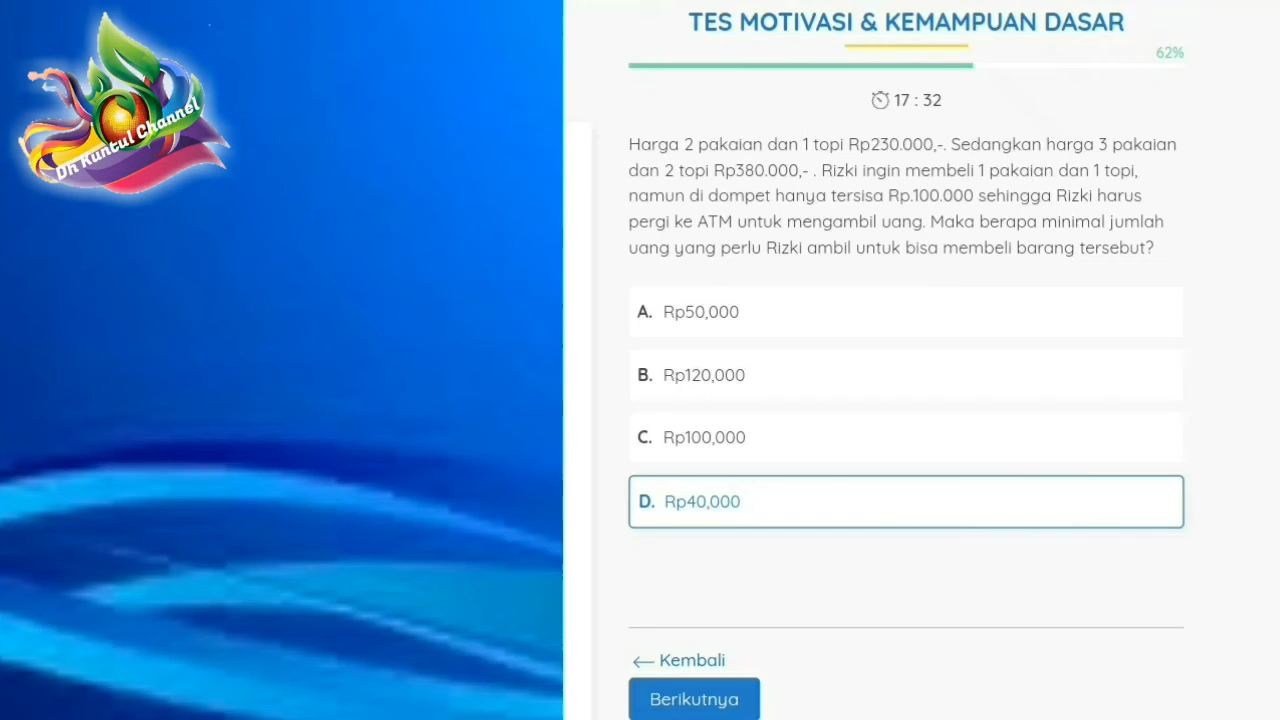 Dh Kuntul Channel
TES MOTIVASI & KEMAMPUAN DASAR
62%
17 : 32
Harga 2 pakaian dan 1 topi Rp230.000,-. Sedangkan harga 3 pakaian
dan 2 topi Rp380.000,- . Rizki ingin membeli 1 pakaian dan 1 topi,
namun di dompet hanya tersisa Rp.100.000 sehingga Rizki harus
pergi ke ATM untuk mengambil uang. Maka berapa minimal jumlah
uang yang perlu Rizki ambil untuk bisa membeli barang tersebut?
A. Rp50,000
B. Rp120,000
C. Rp100,000
D. Rp40,000
← Kembali
Berikutnya